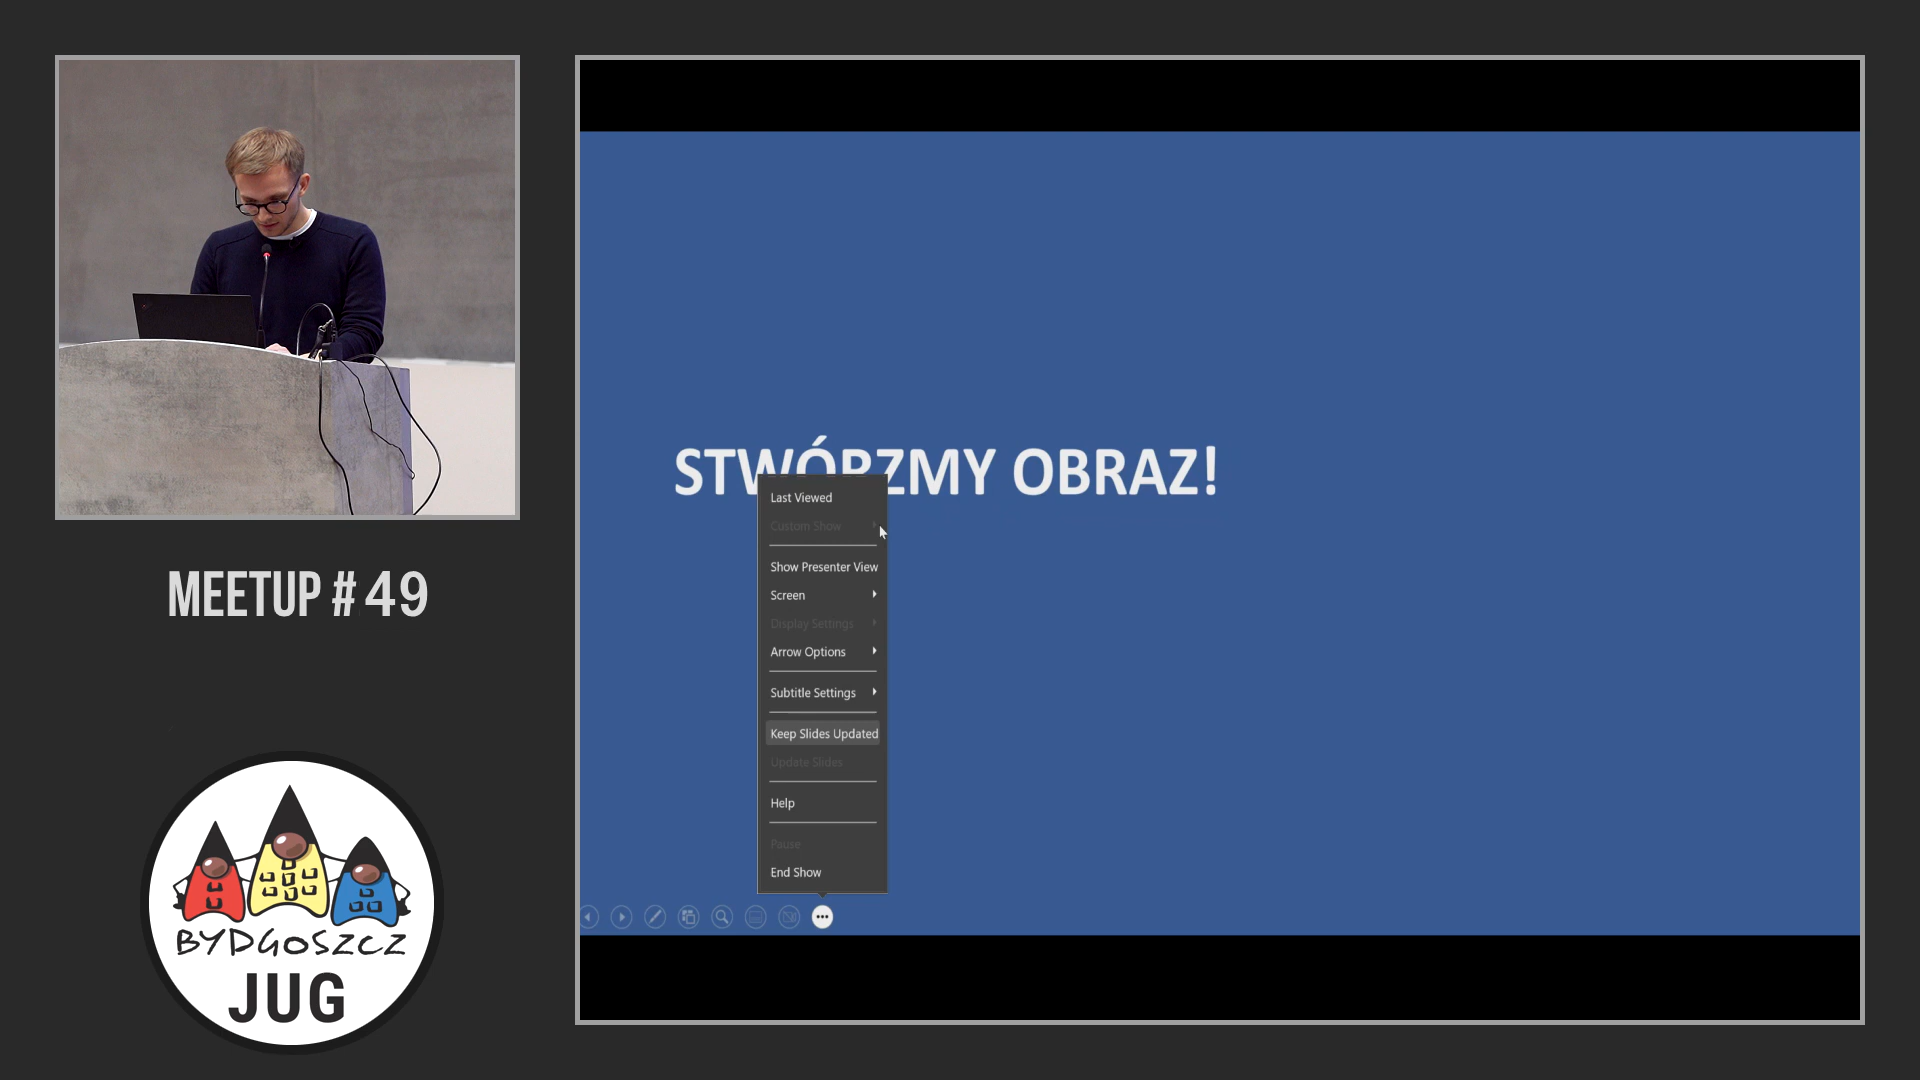 MEETUP #49
BYDGOSZCZ
JUG
STWÓRZMY OBRAZ!
Last Viewed
Custom Show
Show Presenter View
Screen
Display Settings
Arrow Options
Subtitle Settings
Keep Slides Updated
Update Slides
Help
Pause
End Show